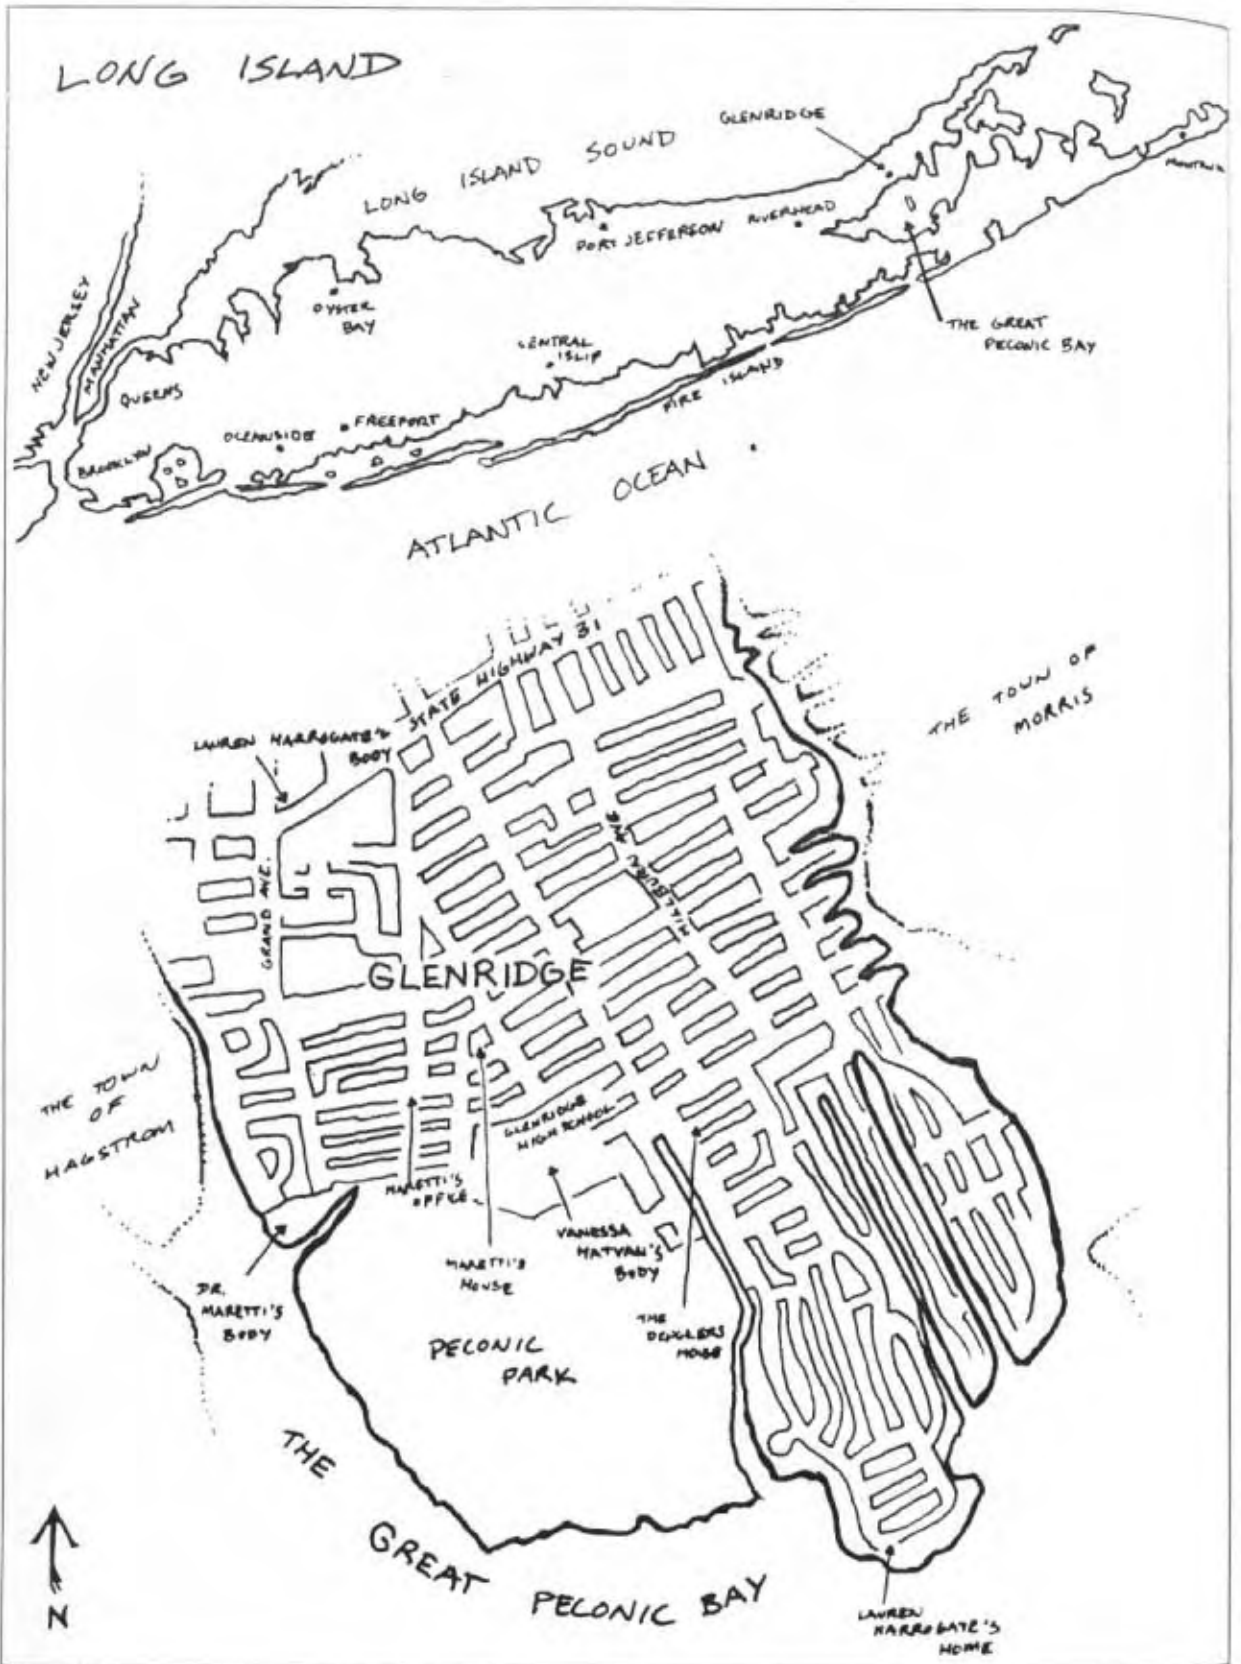 LONG ISLAND
LONG ISLAND SOUND
GLENRIDGE
MONTAUK
NEW JERSEY
MANHATTAN
OYSTER
BAY
PORT JEFFERSON
RIVERHEAD
THE GREAT
PECONIC BAY
CENTRAL
ISLIP
QUEENS
FIRE ISLAND
FREEPORT
OCEANSIDE
BROOKLYN
ATLANTIC OCEAN
STATE HIGHWAY 31
THE TOWN OF
MORRIS
LAUREN HARROGATE'S
BODY
MILLBURN AVE
GRAND AVE.
GLENRIDGE
THE TOWN
OF
HAGSTROM
GLENRIDGE
HIGH SCHOOL
MARETTI'S
OFFICE
VANESSA
HATVAN'S
BODY
MARETTI'S
HOUSE
DR.
MARETTI'S
BODY
THE
HOUSE
PECONIC
PARK
THE
GREAT PECONIC BAY
N
LAUREN
HARROGATE'S
HOME